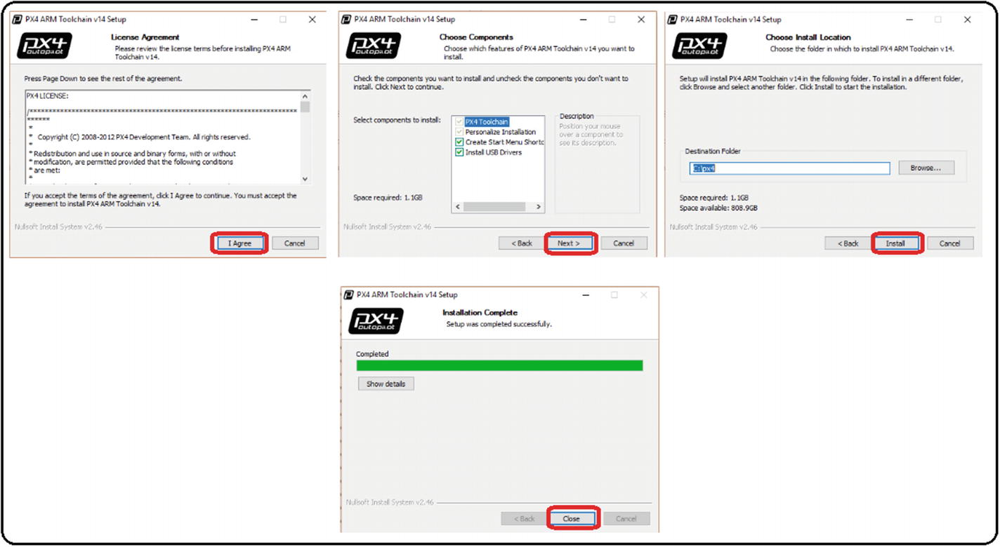 PX4 ARM Toolchain v14 Setup
px4
autopilot
License Agreement
Please review the license terms before installing PX4 ARM
Toolchain v14.
Press Page Down to see the rest of the agreement.
PX4 LICENSE:
/****************************************************************************
******
*
*   Copyright (C) 2008-2012 PX4 Development Team. All rights reserved.
*
* Redistribution and use in source and binary forms, with or without
* modification, are permitted provided that the following conditions
* are met:
*
If you accept the terms of the agreement, click I Agree to continue. You must accept the
agreement to install PX4 ARM Toolchain v14.
Nullsoft Install System v2.46
I Agree
Cancel
PX4 ARM Toolchain v14 Setup
px4
autopilot
Choose Components
Choose which features of PX4 ARM Toolchain v14 you want to
install.
Check the components you want to install and uncheck the components you don't want to
install. Click Next to continue.
Select components to install:
PX4 Toolchain
Personalize Installation
Create Start Menu Shortc
Install USB Drivers
Description
Position your mouse
over a component to
see its description.
Space required: 1.1GB
Nullsoft Install System v2.46
< Back
Next >
Cancel
PX4 ARM Toolchain v14 Setup
px4
autopilot
Choose Install Location
Choose the folder in which to install PX4 ARM Toolchain v14.
Setup will install PX4 ARM Toolchain v14 in the following folder. To install in a different folder,
click Browse and select another folder. Click Install to start the installation.
Destination Folder
C:\px4
Browse...
Space required: 1.1GB
Space available: 808.9GB
Nullsoft Install System v2.46
< Back
Install
Cancel
PX4 ARM Toolchain v14 Setup
px4
autopilot
Installation Complete
Setup was completed successfully.
Completed
Show details
Nullsoft Install System v2.46
< Back
Close
Cancel